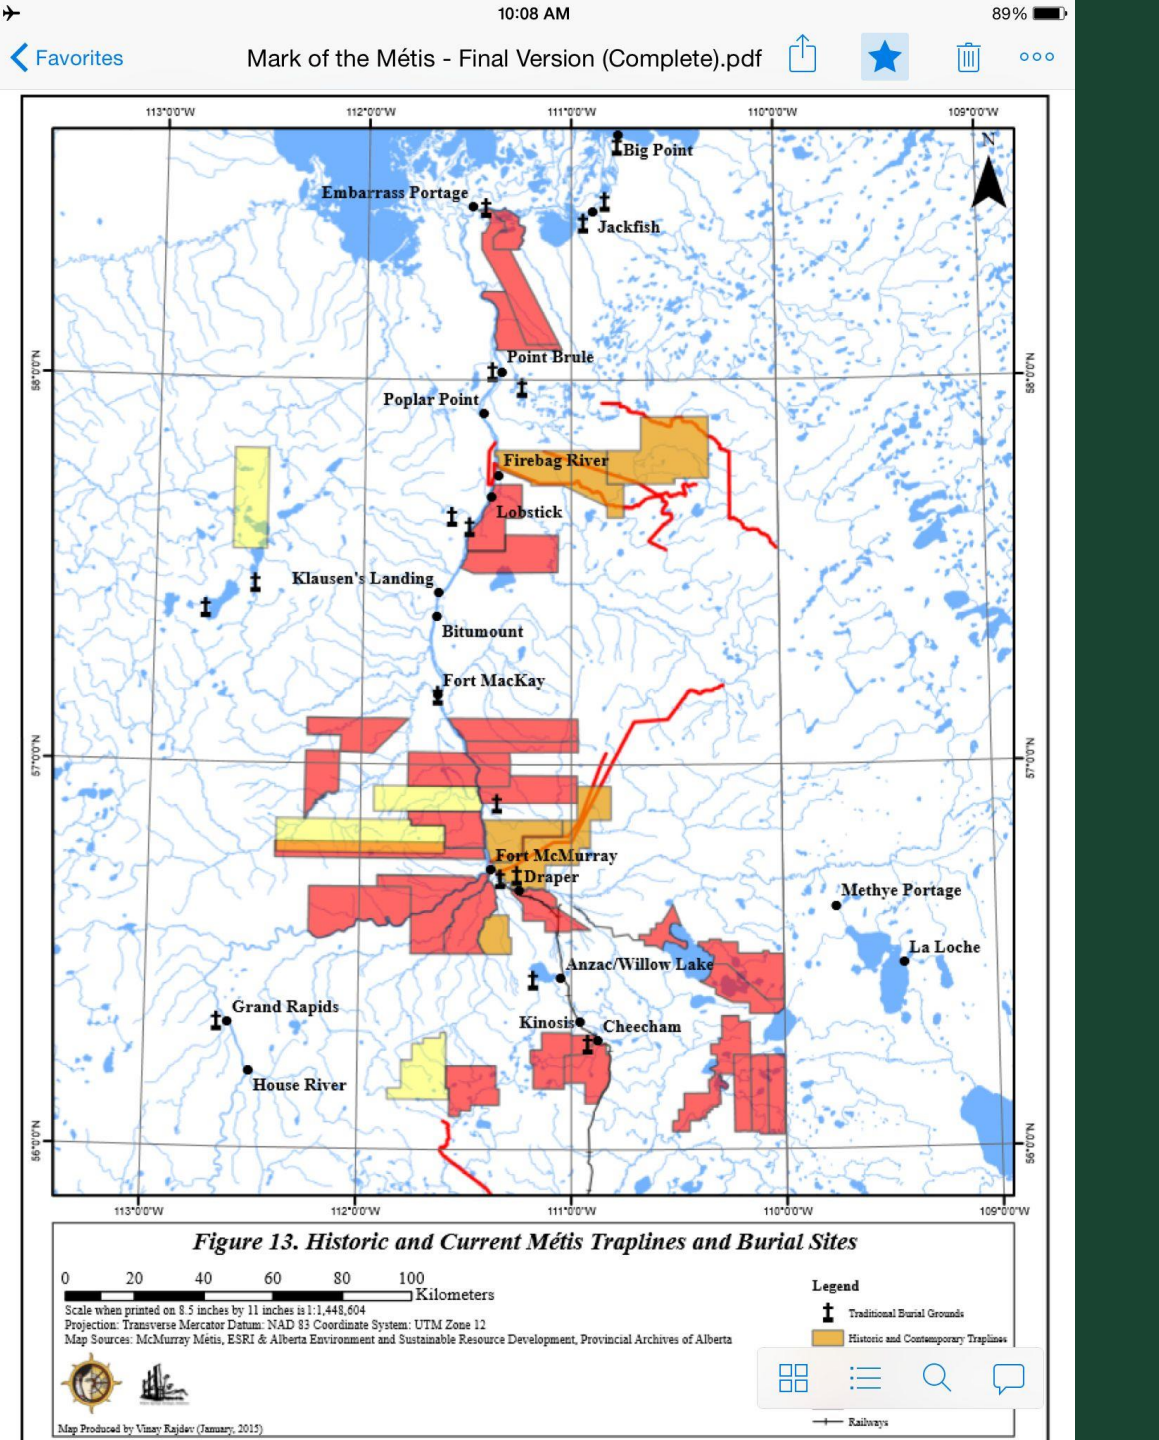 10:08 AM
89%
Favorites
Mark of the Métis - Final Version (Complete).pdf
113°0'0"W
112°0'0"W
111°0'0"W
110°0'0"W
109°0'0"W
N
Big Point
Embarrass Portage
Jackfish
Point Brule
58°0'0"N
58°0'0"N
Poplar Point
Firebag River
Lobstick
Klausen's Landing
Bitumount
Fort MacKay
57°0'0"N
57°0'0"N
Fort McMurray
Draper
Methye Portage
La Loche
Anzac/Willow Lake
Grand Rapids
Kinosis
Cheecham
House River
56°0'0"N
56°0'0"N
113°0'0"W
112°0'0"W
111°0'0"W
110°0'0"W
109°0'0"W
Figure 13. Historic and Current Métis Traplines and Burial Sites
0 20 40 60 80 100
Kilometers
Scale when printed on 8.5 inches by 11 inches is 1:1,448,604
Projection: Transverse Mercator Datum: NAD 83 Coordinate System: UTM Zone 12
Map Sources: McMurray Métis, ESRI & Alberta Environment and Sustainable Resource Development, Provincial Archives of Alberta
Legend
Traditional Burial Grounds
Historic and Contemporary Traplines
Railways
Map Produced by Vinay Rajdev (January, 2015)